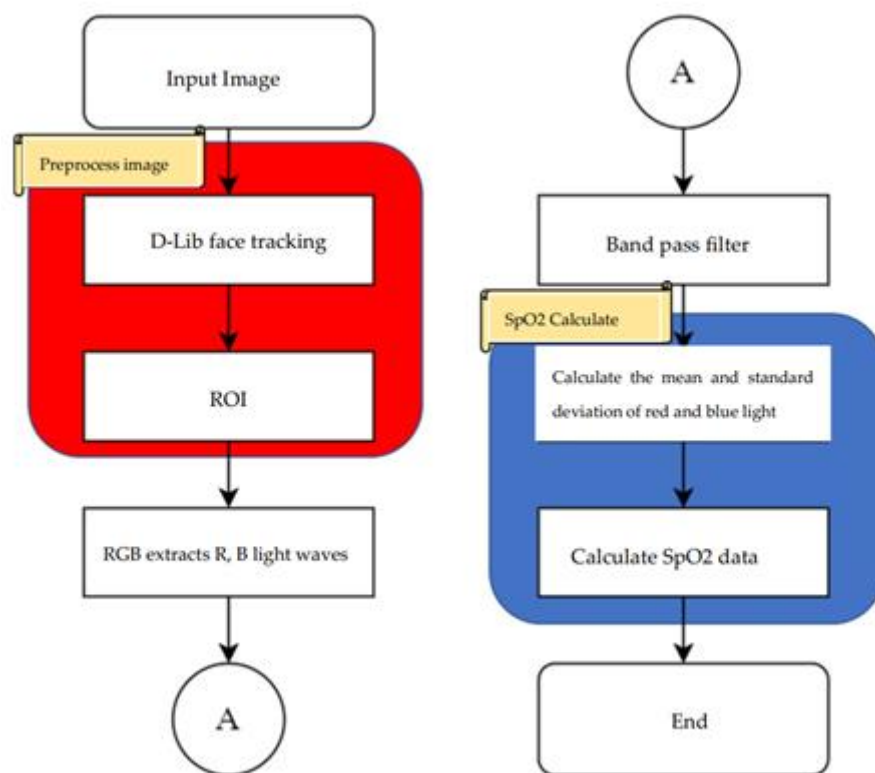 Input Image
Preprocess image
D-Lib face tracking
ROI
RGB extracts R, B light waves
A
A
Band pass filter
SpO2 Calculate
Calculate the mean and standard
deviation of red and blue light
Calculate SpO2 data
End